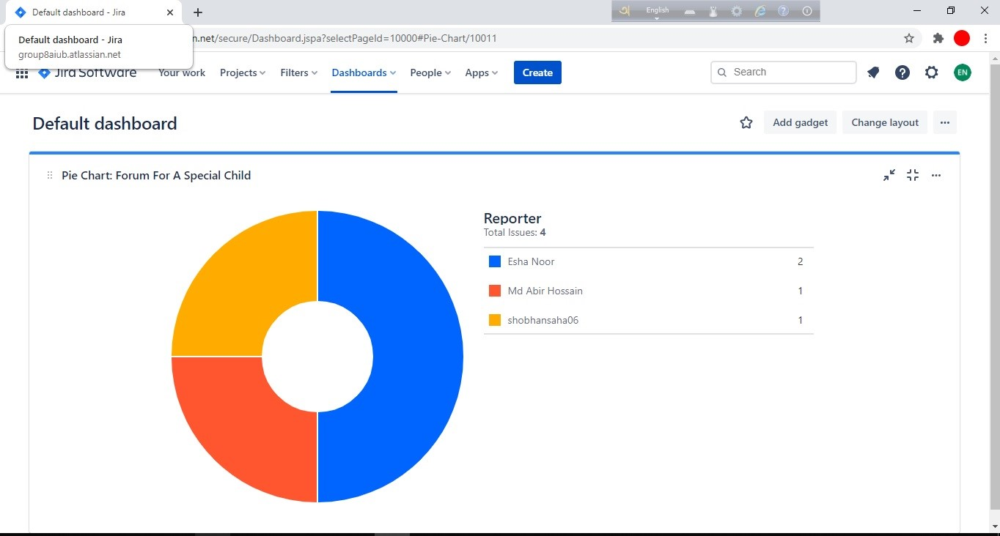 Default dashboard - Jira
English
Default dashboard - Jira
n.net/secure/Dashboard.jspa?selectPageId=10000#Pie-Chart/10011
group8aiub.atlassian.net
Jira Software Your work Projects Filters Dashboards People Apps Create Search EN
Default dashboard Add gadget Change layout
Pie Chart: Forum For A Special Child
Reporter
Total Issues: 4
Esha Noor 2
Md Abir Hossain 1
shobhansaha06 1